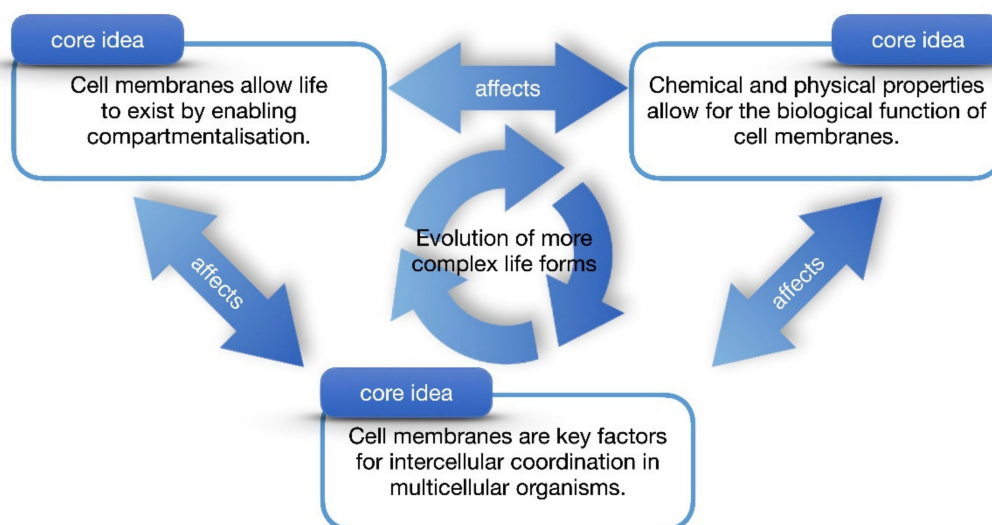 core idea
Cell membranes allow life
to exist by enabling
compartmentalisation.
affects
core idea
Chemical and physical properties
allow for the biological function of
cell membranes.
Evolution of more
complex life forms
affects
affects
core idea
Cell membranes are key factors
for intercellular coordination in
multicellular organisms.